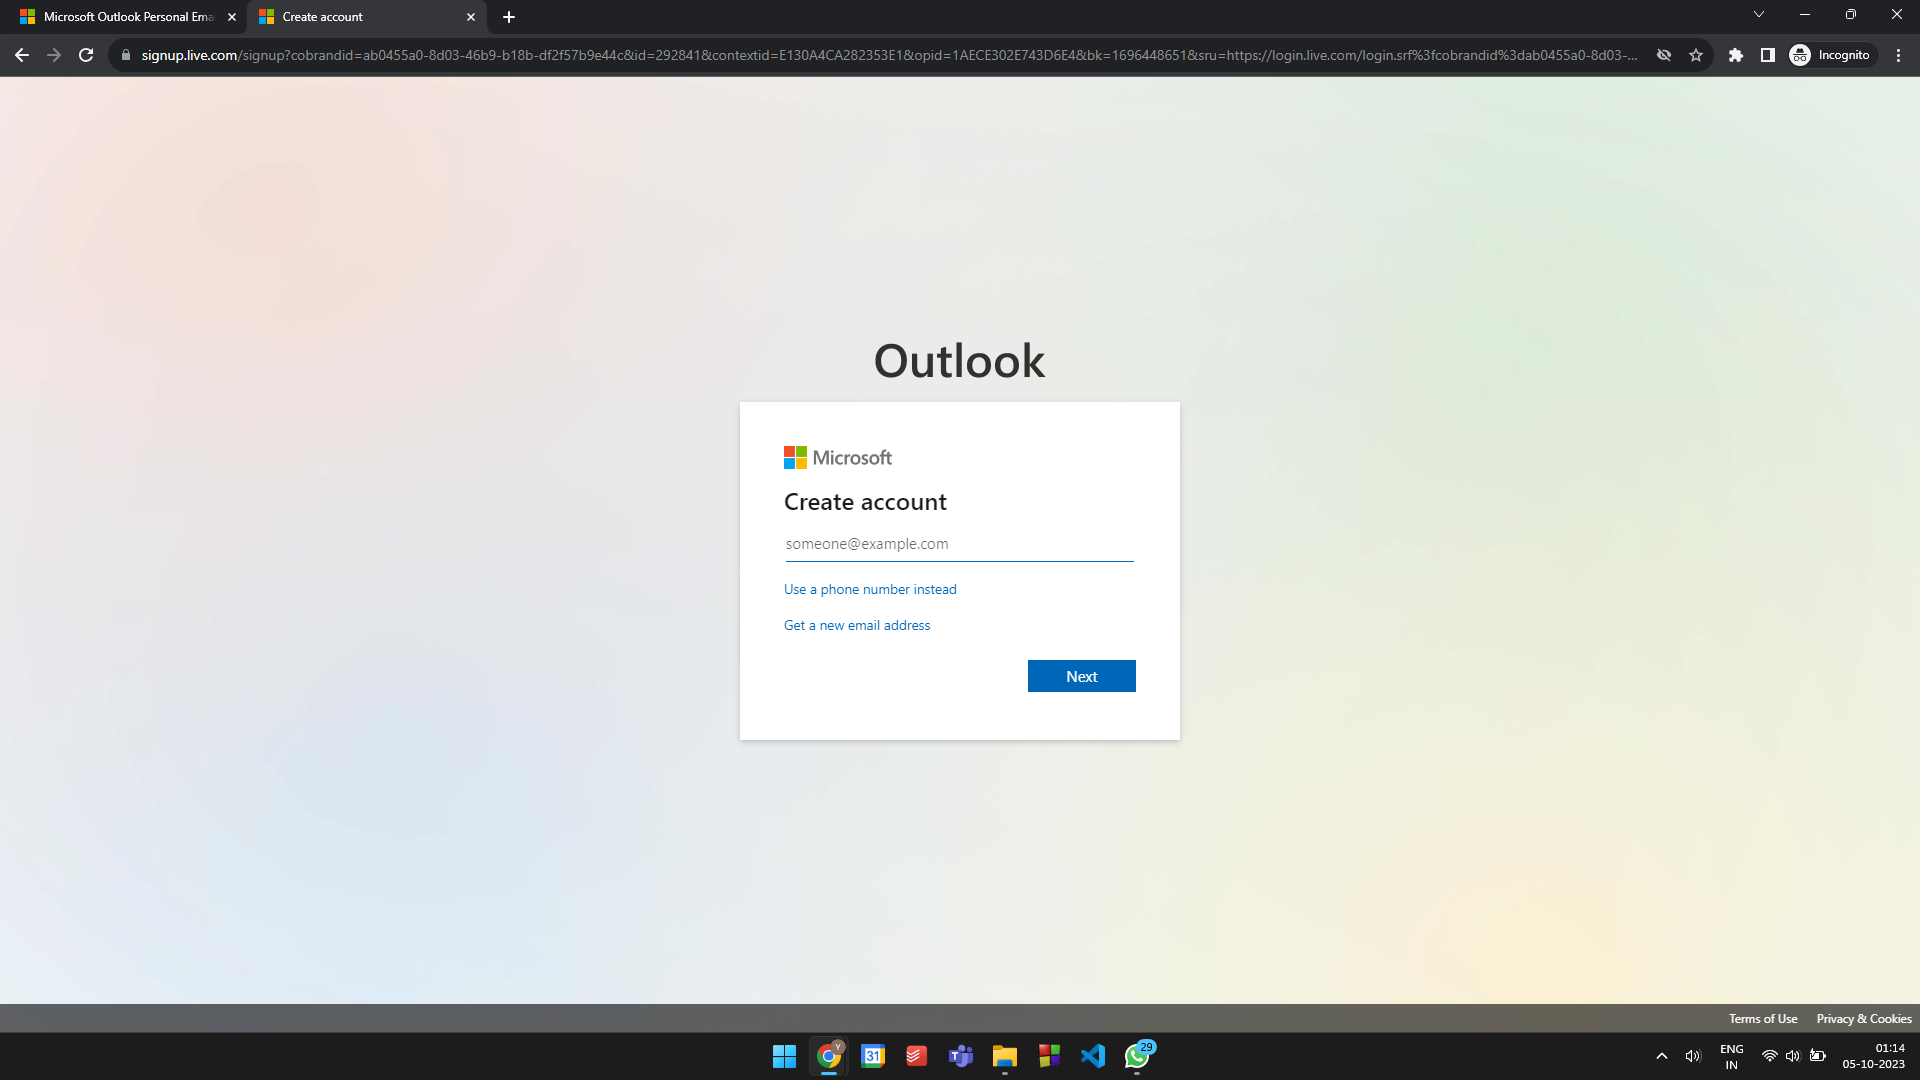 Microsoft Outlook Personal Ema
Create account
signup.live.com/signup?cobrandid=ab0455a0-8d03-46b9-b18b-df2f57b9e44c&id=292841&contextid=E130A4CA282353E1&opid=1AECE302E743D6E4&bk=1696448651&sru=https://login.live.com/login.srf%3fcobrandid%3dab0455a0-8d03-...
Incognito
Outlook
Microsoft
Create account
someone@example.com
Use a phone number instead
Get a new email address
Next
Terms of Use Privacy & Cookies
Y
31
T
29
ENG
IN
01:14
05-10-2023